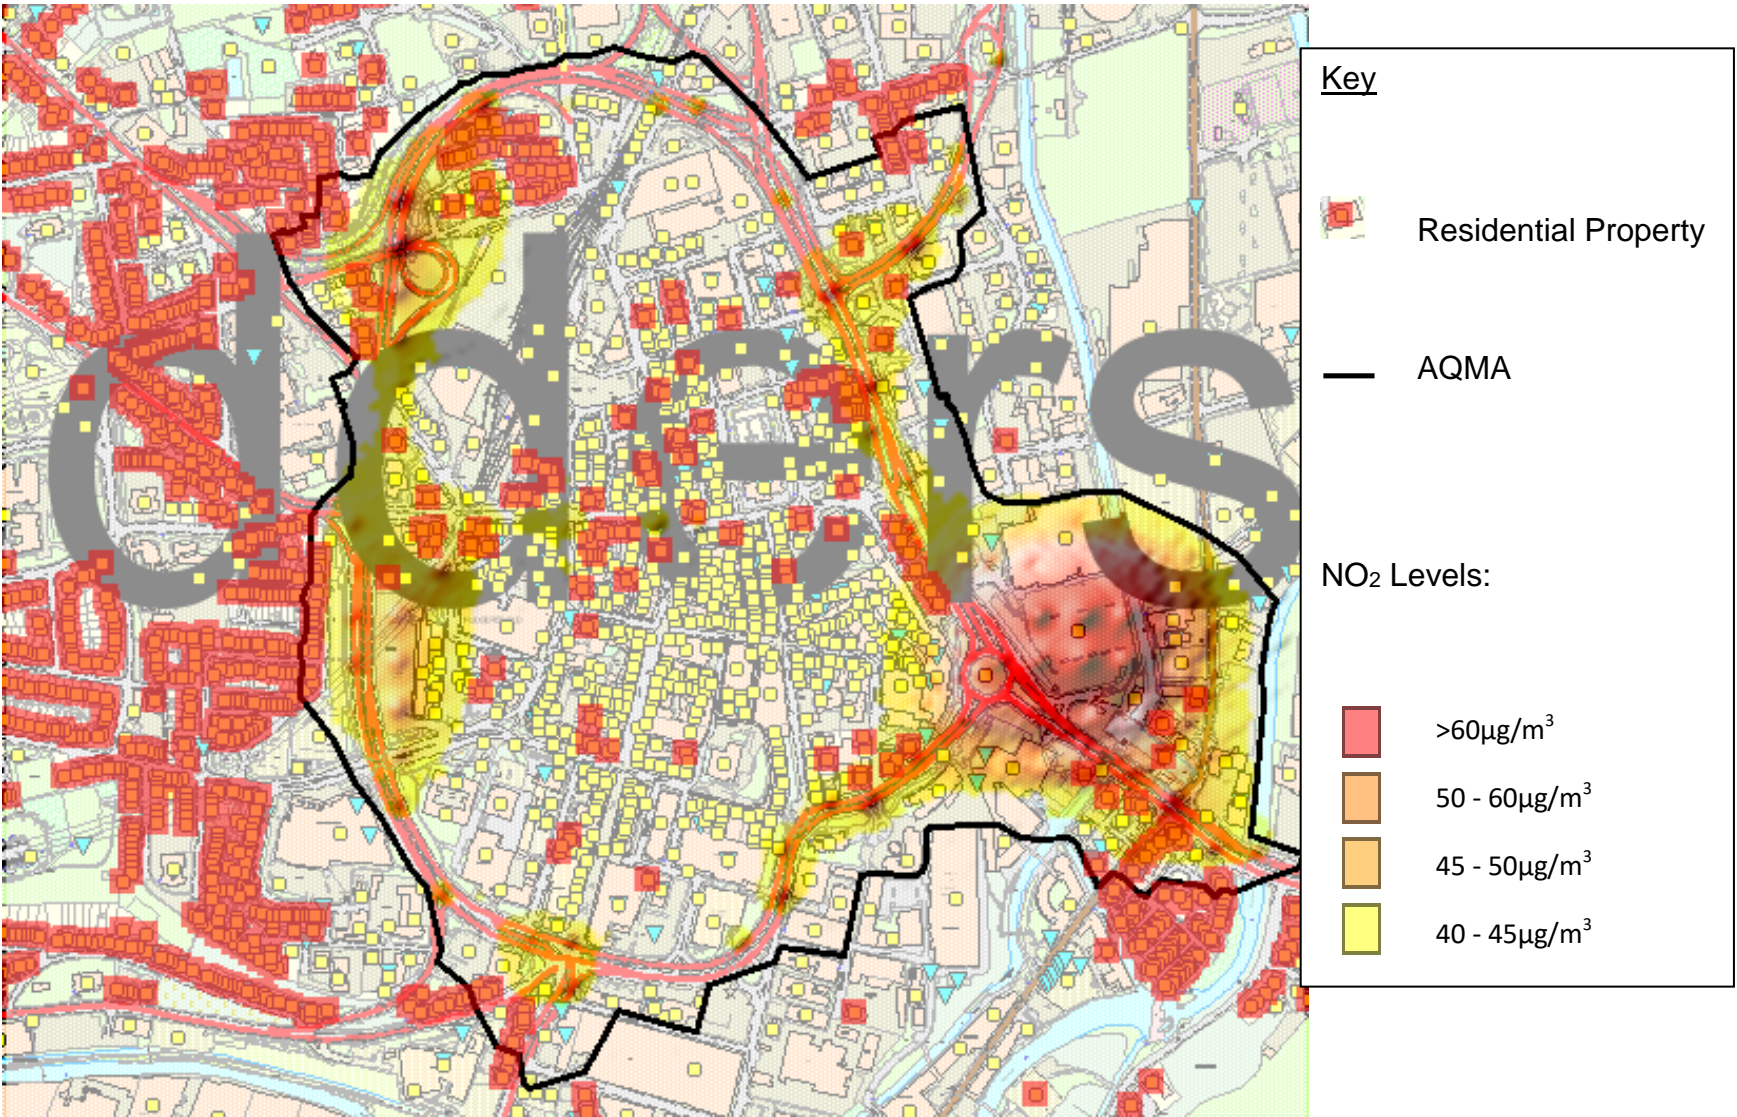 dders
Key
Residential Property
AQMA
NO₂ Levels:
>60µg/m³
50 - 60µg/m³
45 - 50µg/m³
40 - 45µg/m³